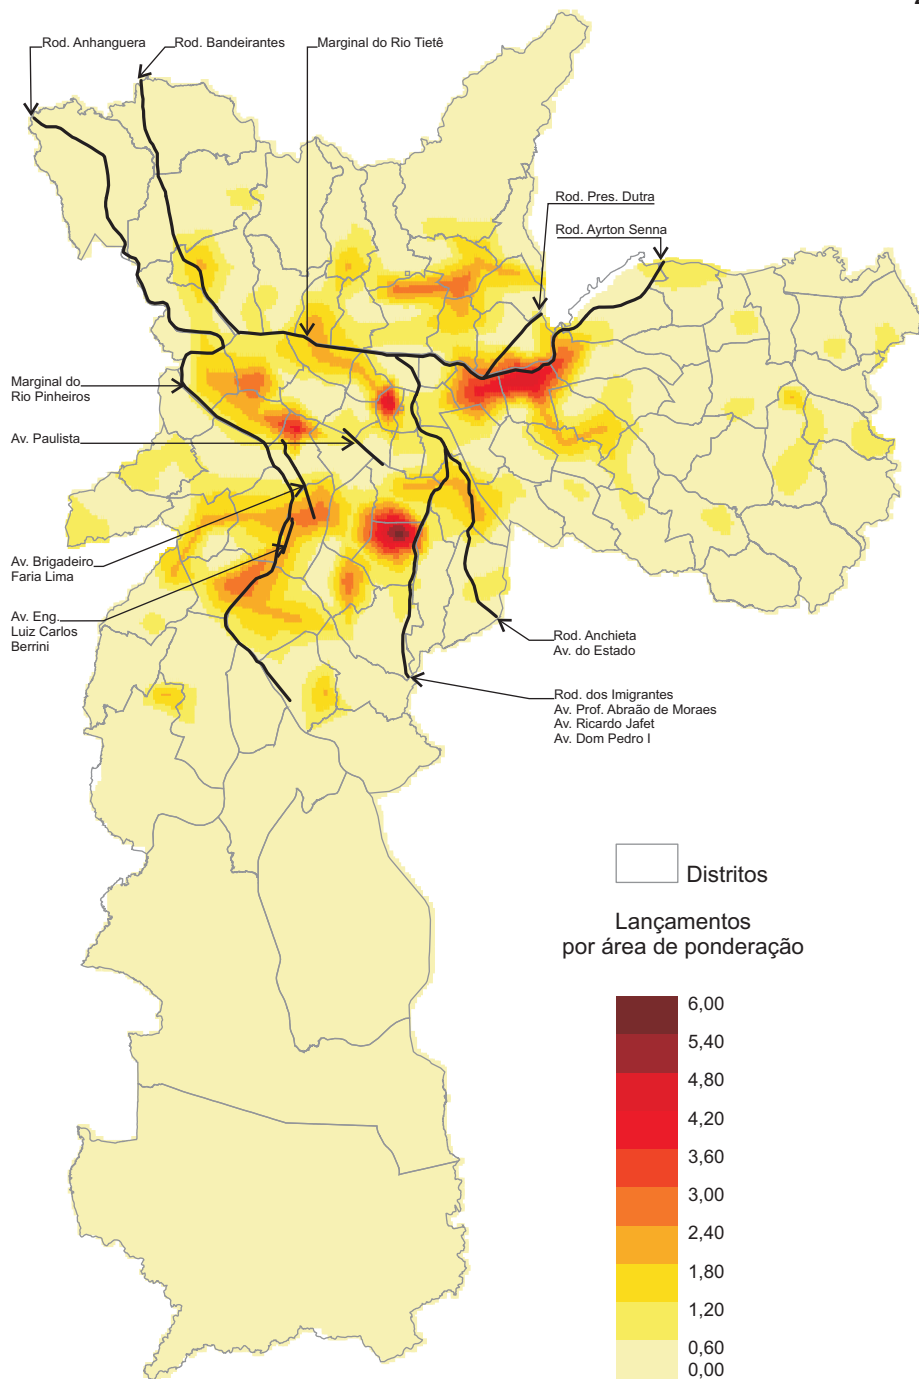 Rod. Anhanguera
Rod. Bandeirantes
Marginal do Rio Tietê
Rod. Pres. Dutra
Rod. Ayrton Senna
Marginal do
Rio Pinheiros
Av. Paulista
Av. Brigadeiro
Faria Lima
Av. Eng.
Luiz Carlos
Berrini
Rod. Anchieta
Av. do Estado
Rod. dos Imigrantes
Av. Prof. Abraão de Moraes
Av. Ricardo Jafet
Av. Dom Pedro I
Distritos
Lançamentos
por área de ponderação
6,00
5,40
4,80
4,20
3,60
3,00
2,40
1,80
1,20
0,60
0,00